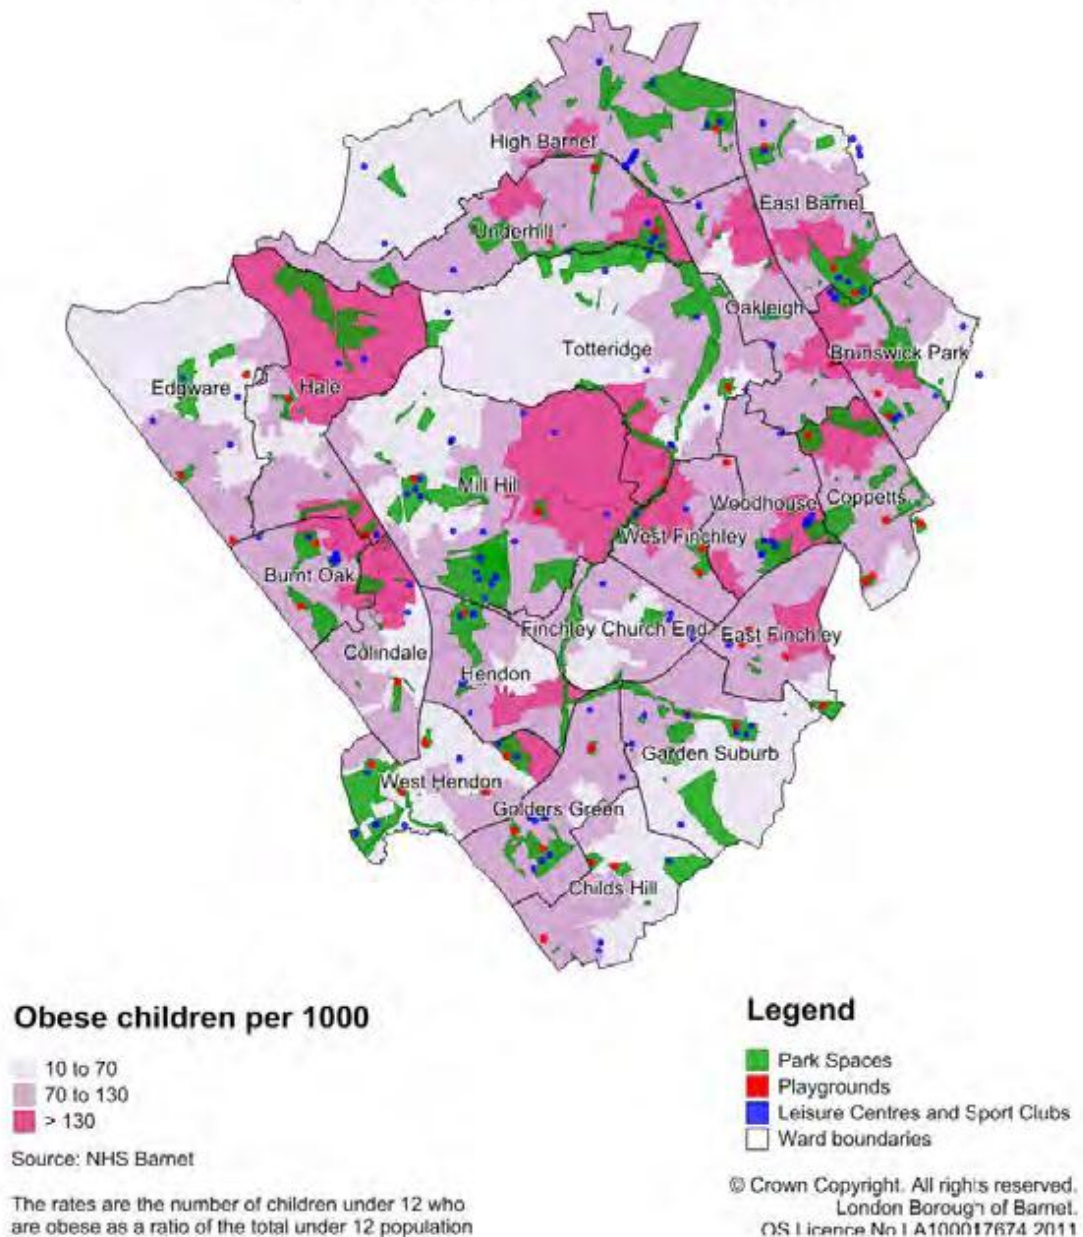 High Barnet
East Barnet
Underhill
Oakleigh
Totteridge
Brunswick Park
Edgware
Hale
Mill Hill
Woodhouse
Coppetts
West Finchley
Burnt Oak
Finchley Church End
East Finchley
Colindale
Hendon
Garden Suburb
West Hendon
Golders Green
Childs Hill
Obese children per 1000
10 to 70
70 to 130
> 130
Source: NHS Barnet
The rates are the number of children under 12 who
are obese as a ratio of the total under 12 population
Legend
Park Spaces
Playgrounds
Leisure Centres and Sport Clubs
Ward boundaries
© Crown Copyright. All rights reserved.
London Borough of Barnet.
OS Licence No LA100017674 2011